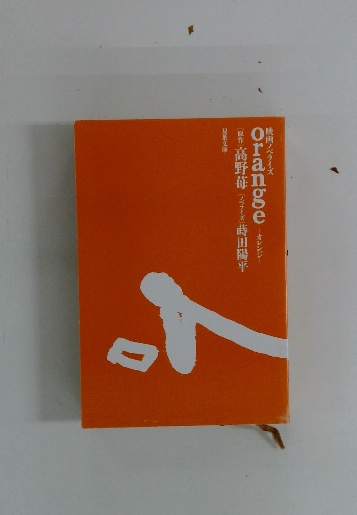 映画ノベライズ
orange
-オレンジ-
[原作]高野苺
[ノベライズ]蒔田陽平
双葉文庫